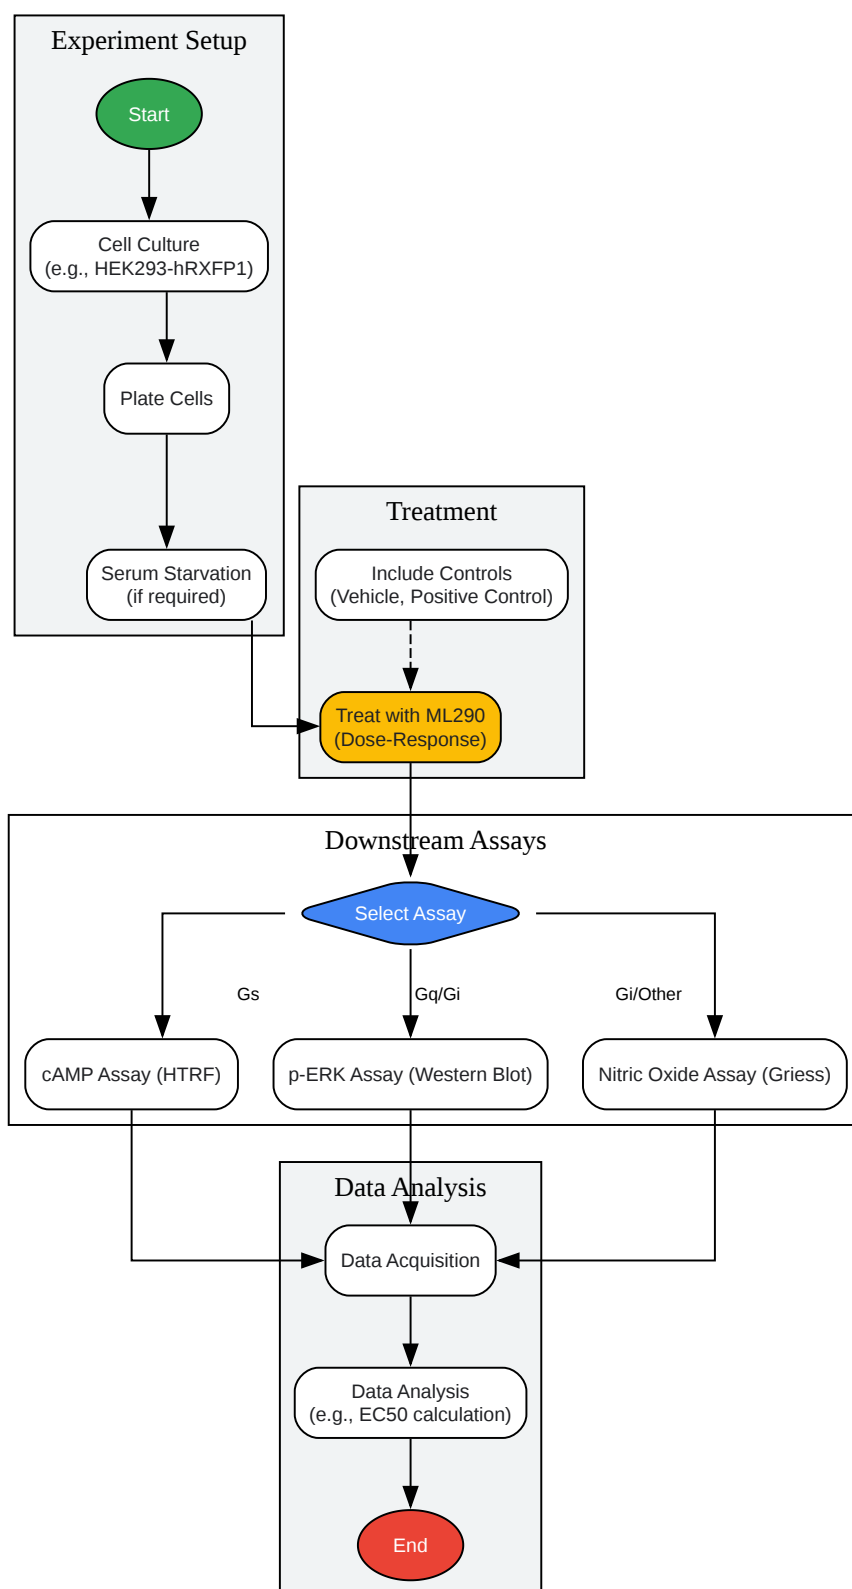 Experiment Setup
Start
Cell Culture
(e.g., HEK293-hRXFP1)
Plate Cells
Serum Starvation
(if required)
Treatment
Include Controls
(Vehicle, Positive Control)
Treat with ML290
(Dose-Response)
Downstream Assays
Select Assay
Gs
Gq/Gi
Gi/Other
cAMP Assay (HTRF)
p-ERK Assay (Western Blot)
Nitric Oxide Assay (Griess)
Data Analysis
Data Acquisition
Data Analysis
(e.g., EC50 calculation)
End